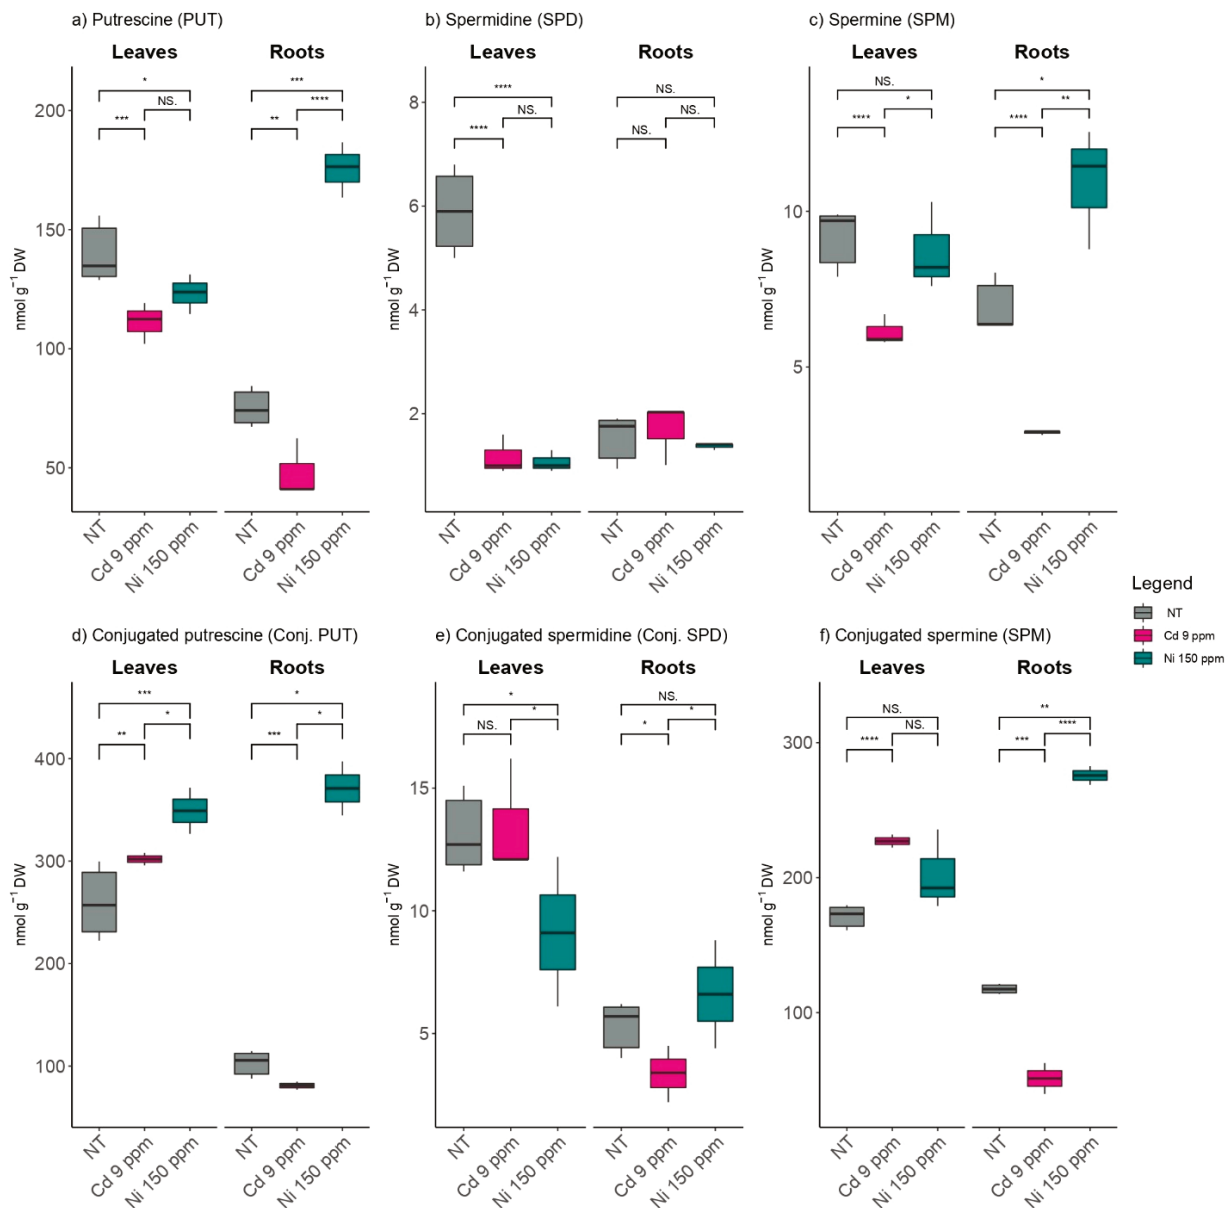 a) Putrescine (PUT)
Leaves
Roots
nmol g⁻¹ DW
200
150
100
50
*
NS.
***
***
****
**
NT
Cd 9 ppm
Ni 150 ppm
NT
Cd 9 ppm
Ni 150 ppm
b) Spermidine (SPD)
Leaves
Roots
nmol g⁻¹ DW
8
6
4
2
****
NS.
****
NS.
NS.
NS.
NT
Cd 9 ppm
Ni 150 ppm
NT
Cd 9 ppm
Ni 150 ppm
c) Spermine (SPM)
Leaves
Roots
nmol g⁻¹ DW
10
5
NS.
*
****
*
**
****
NT
Cd 9 ppm
Ni 150 ppm
NT
Cd 9 ppm
Ni 150 ppm
Legend
NT
Cd 9 ppm
Ni 150 ppm
d) Conjugated putrescine (Conj. PUT)
Leaves
Roots
nmol g⁻¹ DW
400
300
200
100
***
*
**
*
*
***
NT
Cd 9 ppm
Ni 150 ppm
NT
Cd 9 ppm
Ni 150 ppm
e) Conjugated spermidine (Conj. SPD)
Leaves
Roots
nmol g⁻¹ DW
15
10
5
*
*
NS.
NS.
*
*
NT
Cd 9 ppm
Ni 150 ppm
NT
Cd 9 ppm
Ni 150 ppm
f) Conjugated spermine (SPM)
Leaves
Roots
nmol g⁻¹ DW
300
200
100
NS.
NS.
****
**
****
***
NT
Cd 9 ppm
Ni 150 ppm
NT
Cd 9 ppm
Ni 150 ppm